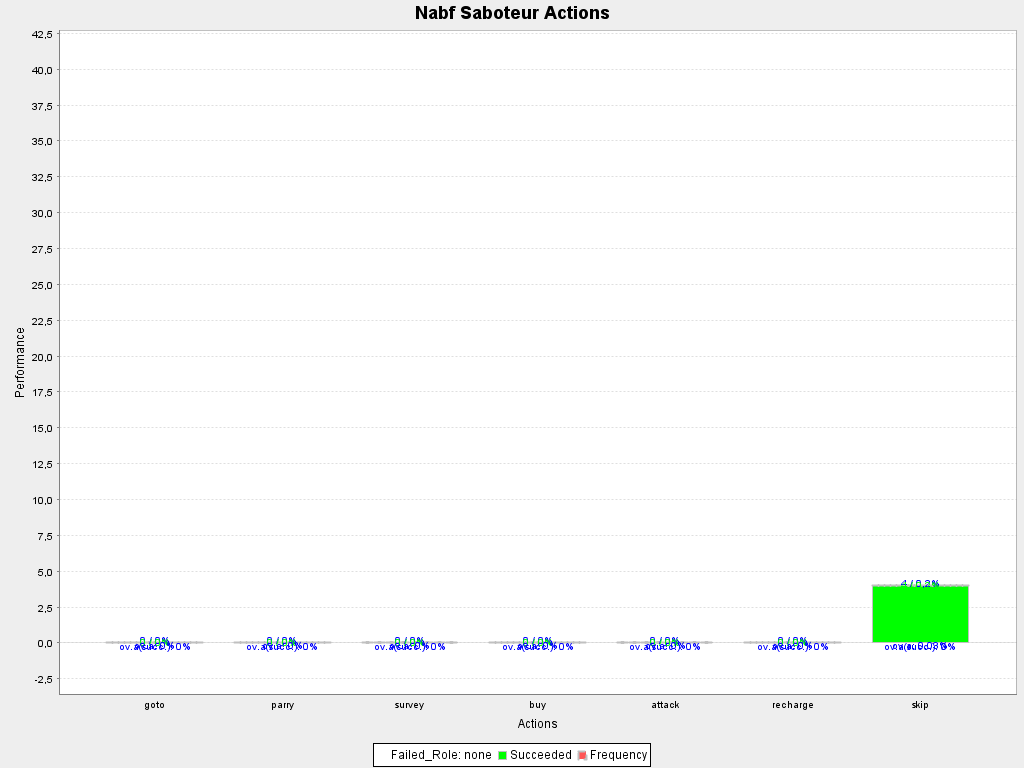 Nabf Saboteur Actions
42,5
40,0
37,5
35,0
32,5
30,0
27,5
25,0
22,5
20,0
17,5
15,0
12,5
10,0
7,5
5,0
2,5
0,0
-2,5
Performance
4 / 0,2%
0 / 0% 0 / 0% 0 / 0% 0 / 0% 0 / 0% 0 / 0%
goto parry survey buy attack recharge skip
Actions
Failed_Role: none Succeeded Frequency